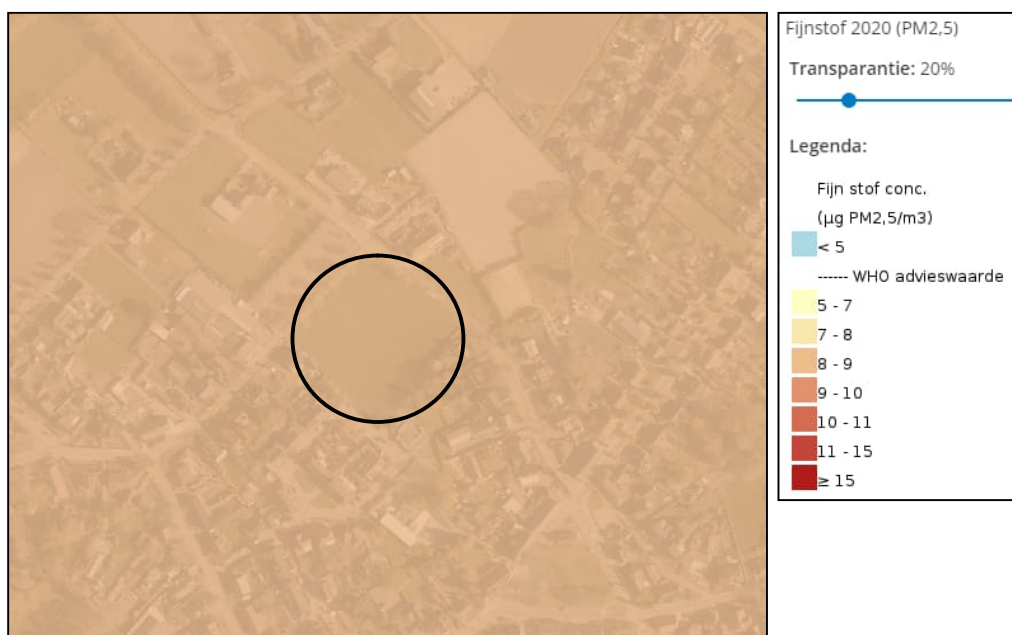 Fijnstof 2020 (PM2,5)
Transparantie: 20%
Legenda:
Fijn stof conc.
(µg PM2,5/m3)
< 5
------ WHO advieswaarde
5 - 7
7 - 8
8 - 9
9 - 10
10 - 11
11 - 15
≥ 15